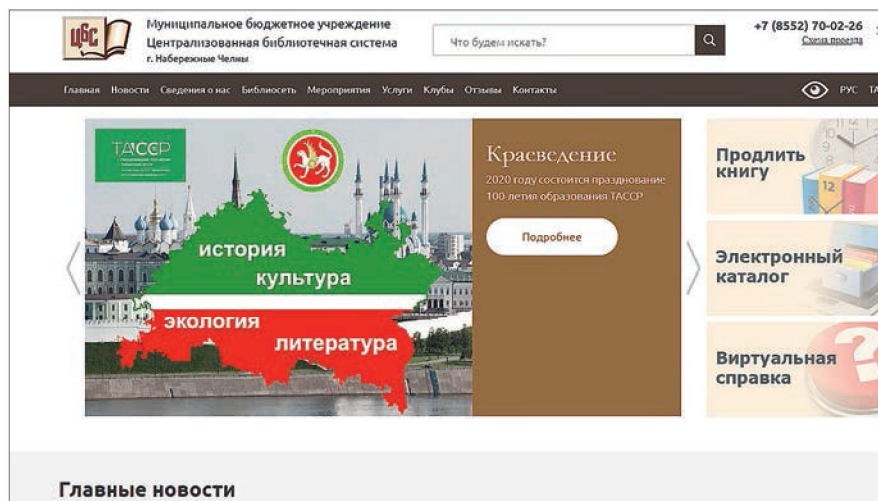 ЦБС
Муниципальное бюджетное учреждение
Централизованная библиотечная система
г. Набережные Челны
Что будем искать?
+7 (8552) 70-02-26
Схема проезда
Главная Новости Сведения о нас Библиосеть Мероприятия Услуги Клубы Отзывы Контакты
РУС ТА
ТАССР
история
культура
экология
литература
Краеведение
2020 году состоится празднование
100-летия образования ТАССР
Подробнее
Продлить
книгу
12
Электронный
каталог
Виртуальная
справка
Главные новости